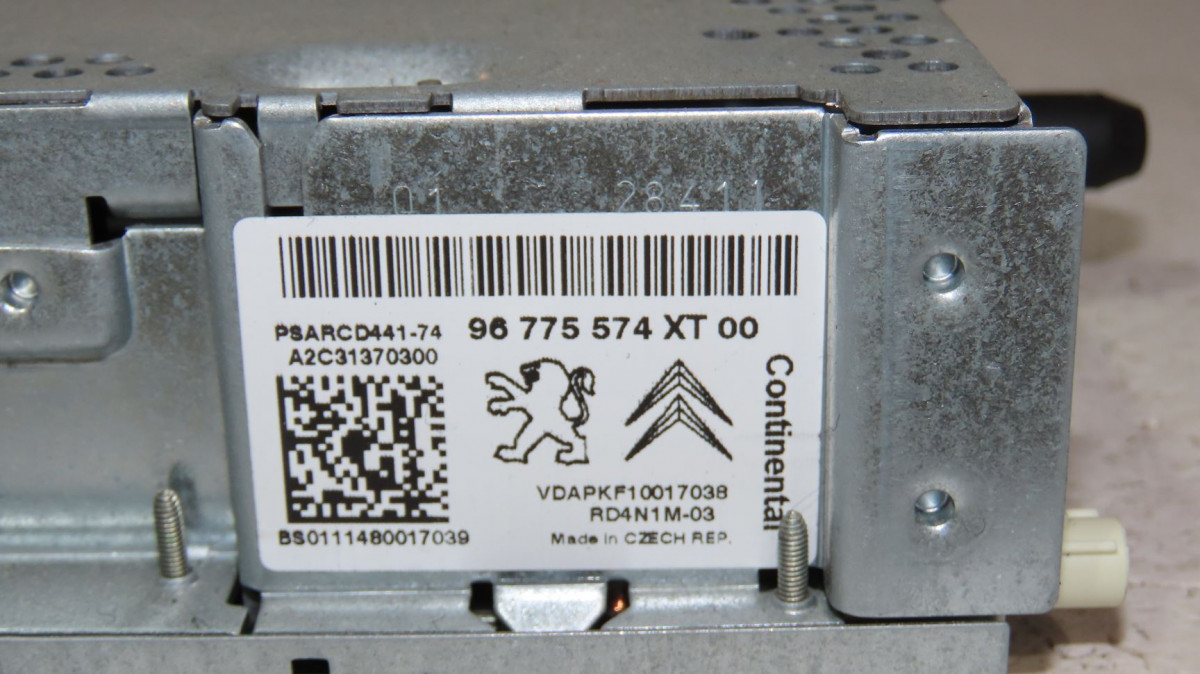 01 28411
PSARCD441-74 96 775 574 XT 00
A2C31370300
Continental
VDAPKF10017038
RD4N1M-03
BS0111480017039 Made in CZECH REP.